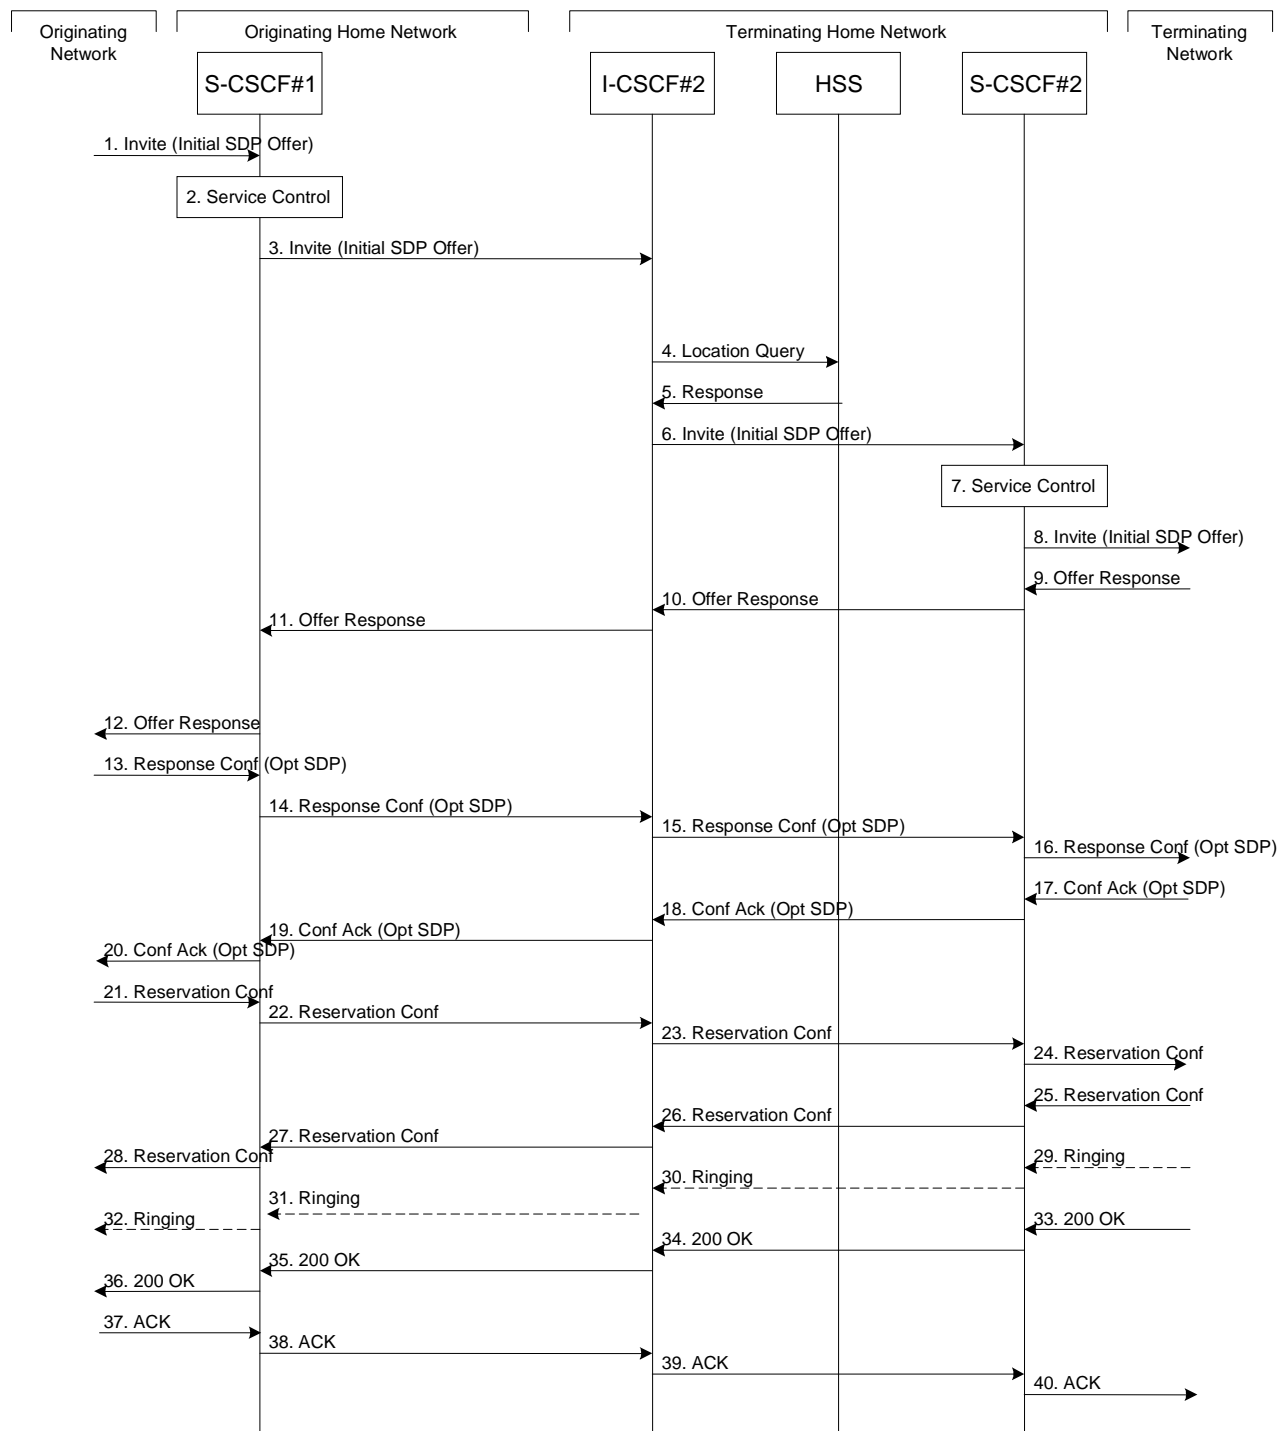 Originating
Network
Originating Home Network
Terminating Home Network
Terminating
Network
S-CSCF#1
I-CSCF#2
HSS
S-CSCF#2
1. Invite (Initial SDP Offer)
2. Service Control
3. Invite (Initial SDP Offer)
4. Location Query
5. Response
6. Invite (Initial SDP Offer)
7. Service Control
8. Invite (Initial SDP Offer)
9. Offer Response
10. Offer Response
11. Offer Response
12. Offer Response
13. Response Conf (Opt SDP)
14. Response Conf (Opt SDP)
15. Response Conf (Opt SDP)
16. Response Conf (Opt SDP)
17. Conf Ack (Opt SDP)
18. Conf Ack (Opt SDP)
19. Conf Ack (Opt SDP)
20. Conf Ack (Opt SDP)
21. Reservation Conf
22. Reservation Conf
23. Reservation Conf
24. Reservation Conf
25. Reservation Conf
26. Reservation Conf
27. Reservation Conf
28. Reservation Conf
29. Ringing
30. Ringing
31. Ringing
32. Ringing
33. 200 OK
34. 200 OK
35. 200 OK
36. 200 OK
37. ACK
38. ACK
39. ACK
40. ACK